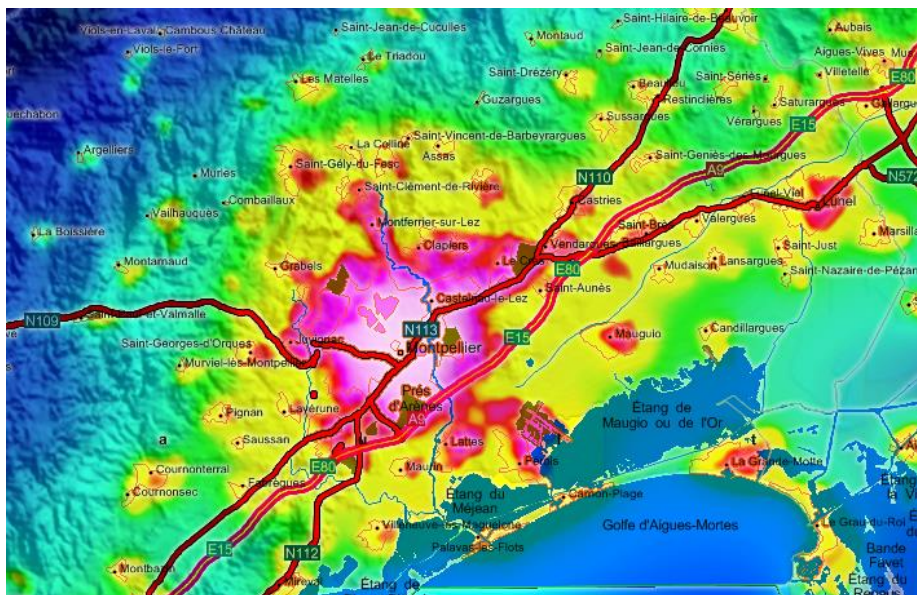 Viols-en-Laval
Cambous Château
Viols-le-Fort
Saint-Jean-de-Cuculles
Le Triadou
Les Matelles
Montaud
Saint-Hilaire-de-Beauvoir
Saint-Jean-de-Cornies
Saint-Drézéry
Guzargues
Beaulieu
Restinclières
Sussargues
Saint-Sériès
Aubais
Aigues-Vives
Villetelle
E80
Saturargues
Vérargues
E15
Argelliers
La Colline
Saint-Vincent-de-Barbeyrargues
Assas
Saint-Gély-du-Fesc
Saint-Geniès-des-Mourgues
A9
N110
N572
Murles
Combaillaux
Vailhauquès
Saint-Clément-de-Rivière
Castries
Lunel-Viel
Lunel
La Boissière
Montferrier-sur-Lez
Saint-Brès
Valergues
Clapiers
Vendargues
Baillargues
Montarnaud
Grabels
Le Crès
E80
Mudaison
Lansargues
Saint-Just
Saint-Nazaire-de-Pézan
Castelnau-le-Lez
Saint-Aunès
N109
N113
E15
Mauguio
Candillargues
Saint-Georges-d'Orques
Juvignac
Montpellier
Murviel-lès-Montpellier
Prés
d'Arènes
A9
Pignan
Lavérune
Étang de
Maugio ou de l'Or
a
Saussan
Lattes
l
t
Cournonterral
E80
Maurin
Pérols
La Grande-Motte
Cournonsec
Fabrègues
Étang du
Méjean
Carnon-Plage
Golfe d'Aigues-Mortes
Le Grau-du-Roi
Villeneuve-lès-Maguelone
Palavas-les-Flots
E15
N112
Montbazin
Mireval
Étang de